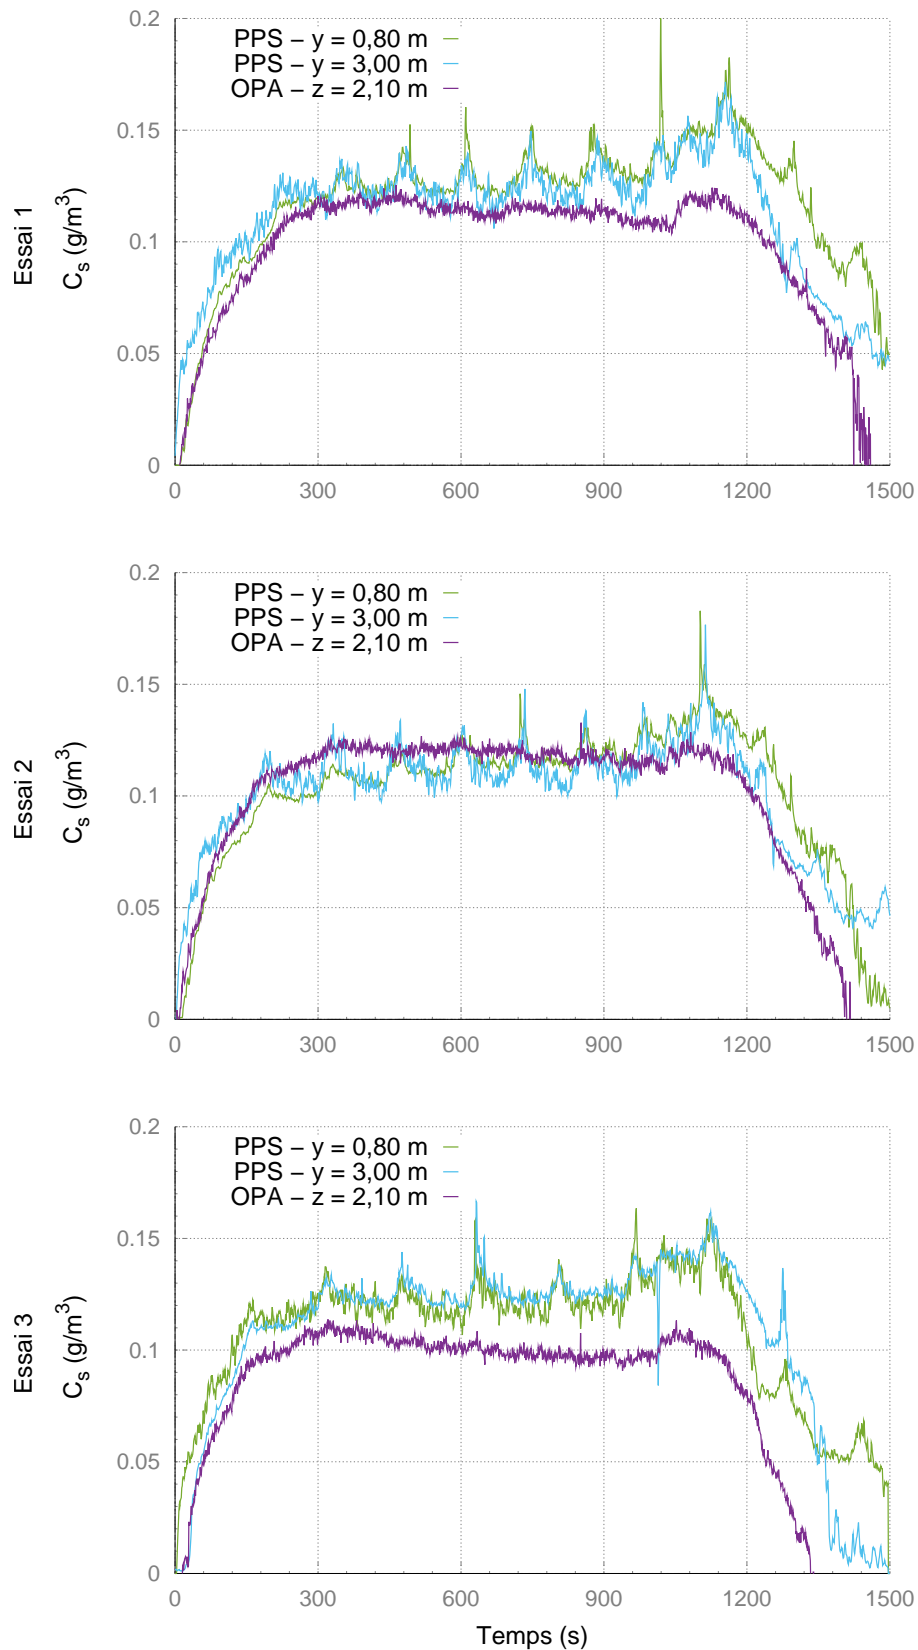 0.2
PPS – y = 0,80 m
PPS – y = 3,00 m
OPA – z = 2,10 m
0.15
0.1
0.05
0
Essai 1
C_s (g/m³)
0 300 600 900 1200 1500
0.2
PPS – y = 0,80 m
PPS – y = 3,00 m
OPA – z = 2,10 m
0.15
0.1
0.05
0
Essai 2
C_s (g/m³)
0 300 600 900 1200 1500
0.2
PPS – y = 0,80 m
PPS – y = 3,00 m
OPA – z = 2,10 m
0.15
0.1
0.05
0
Essai 3
C_s (g/m³)
0 300 600 900 1200 1500
Temps (s)